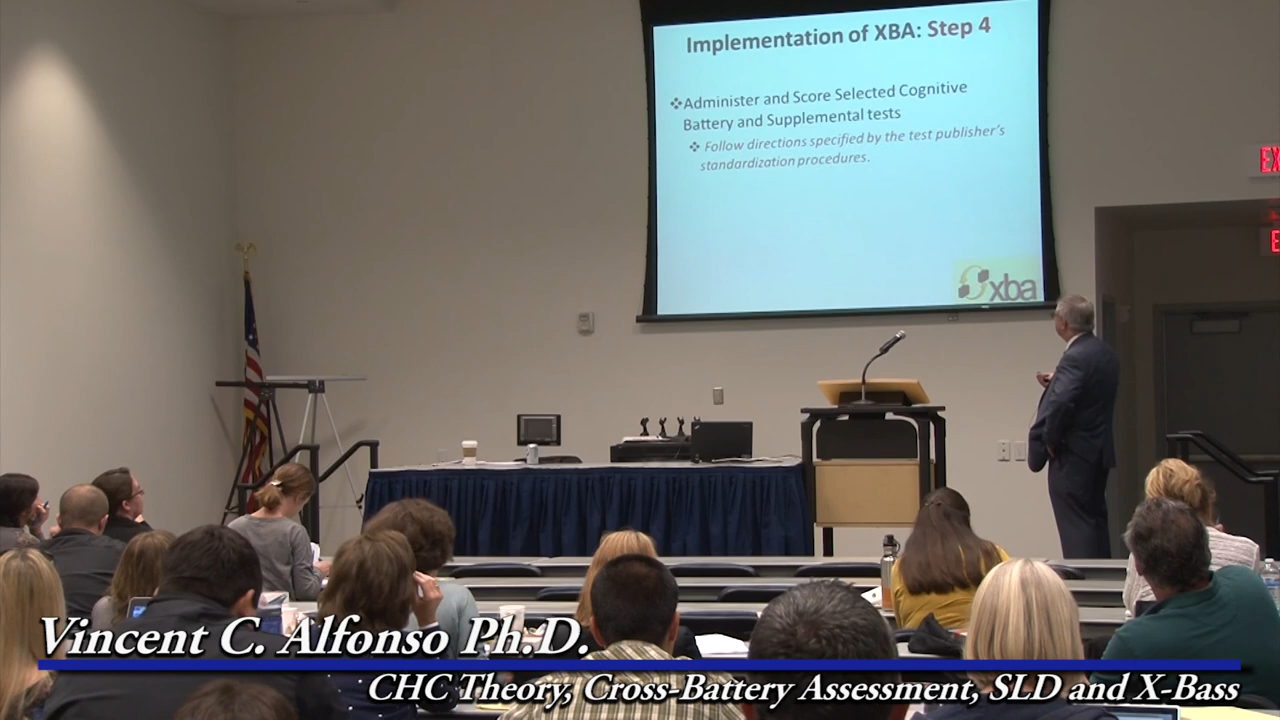 Implementation of XBA: Step 4
❖Administer and Score Selected Cognitive
Battery and Supplemental tests
❖ Follow directions specified by the test publisher's
standardization procedures.
xba
EX
E
Vincent C. Alfonso Ph.D.
CHC Theory, Cross-Battery Assessment, SLD and X-Bass